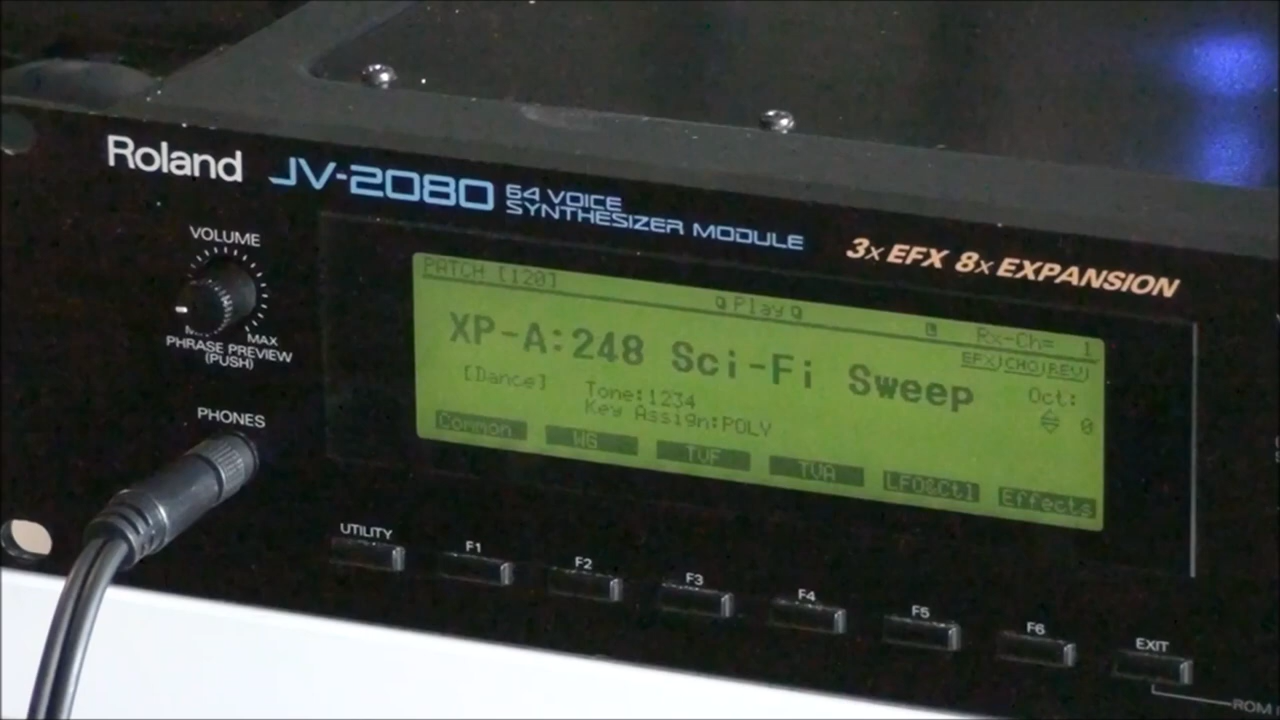 Roland JV-2080 64 VOICE
SYNTHESIZER MODULE
3x EFX 8x EXPANSION
VOLUME
MAX
PHRASE PREVIEW
(PUSH)
PHONES
PATCH [120] Play Rx-Ch= 1
XP-A:248 Sci-Fi Sweep
EFX CHO REV
[Dance] Tone:1234 Oct:
Key Assign:POLY 0
Common WG TVF TVA LFO&Ctl Effects
UTILITY F1 F2 F3 F4 F5 F6 EXIT
ROM